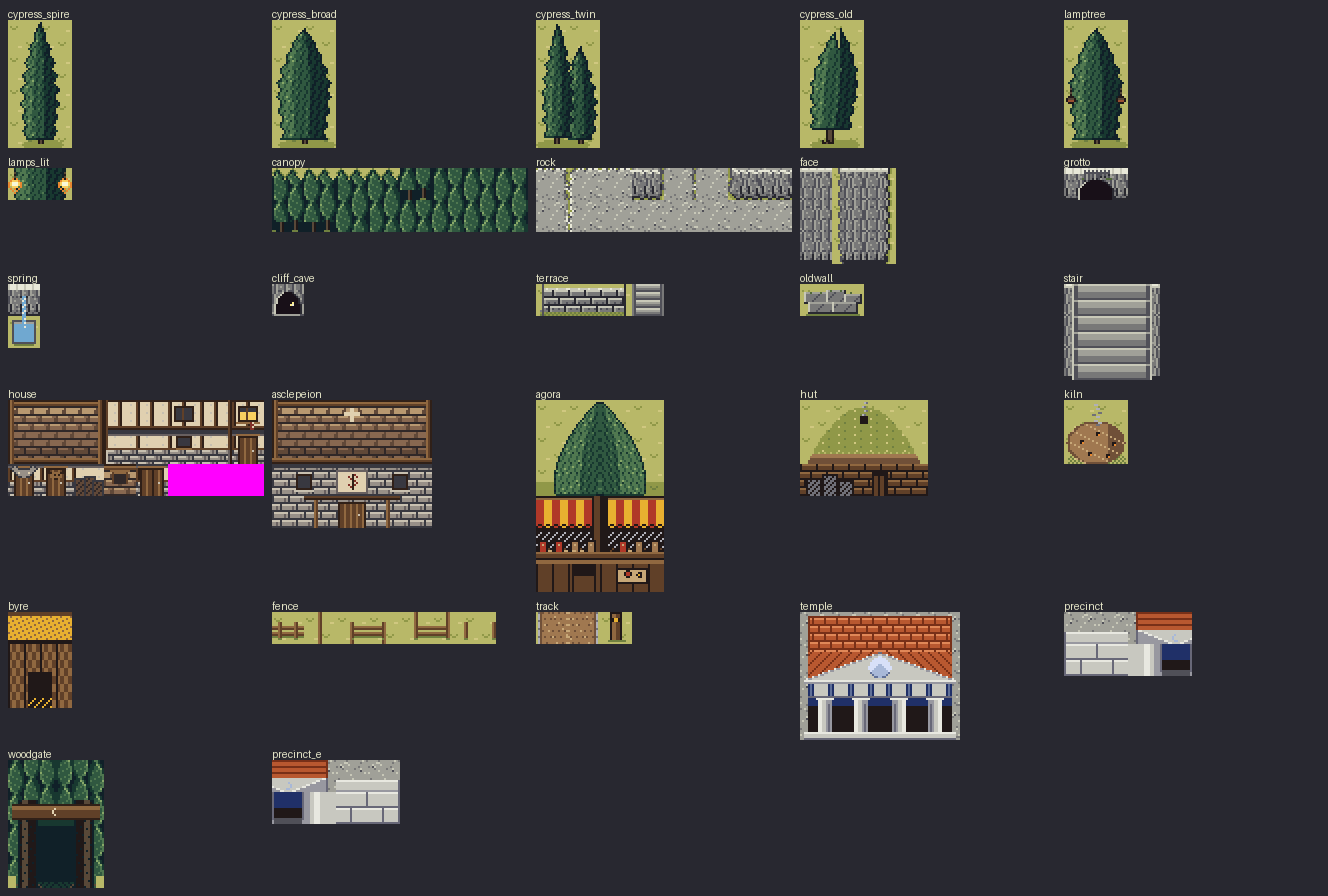 cypress_spire
cypress_broad
cypress_twin
cypress_old
lamptree
lamps_lit
canopy
rock
face
grotto
spring
cliff_cave
terrace
oldwall
stair
house
asclepeion
agora
hut
kiln
byre
fence
track
temple
precinct
woodgate
precinct_e